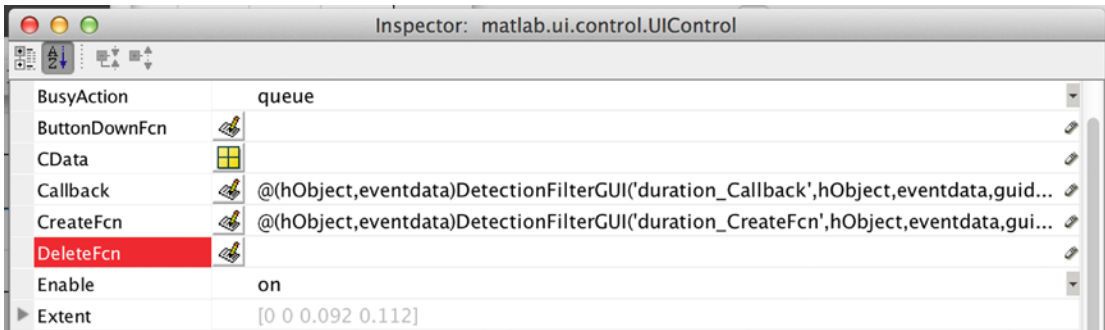 Inspector: matlab.ui.control.UIControl
BusyAction queue
ButtonDownFcn
CData
Callback @(hObject,eventdata)DetectionFilterGUI('duration_Callback',hObject,eventdata,guid...
CreateFcn @(hObject,eventdata)DetectionFilterGUI('duration_CreateFcn',hObject,eventdata,gui...
DeleteFcn
Enable on
Extent [0 0 0.092 0.112]